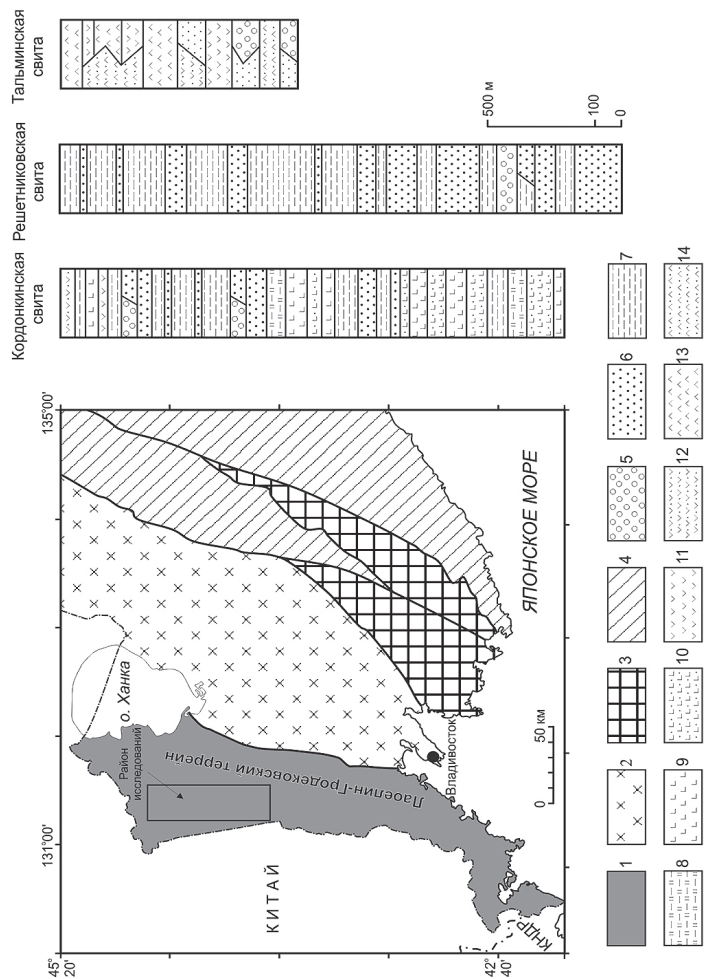 131°00'
135°00'
45°
20'
42°
40'
КИТАЙ
Район
исследований
о. Ханка
Лаоелин-Гродековский террейн
Владивосток
КНДР
ЯПОНСКОЕ МОРЕ
0
50 км
Кордонкинская
свита
Решетниковская
свита
Тальминская
свита
500 м
100
0
1
2
3
4
5
6
7
8
9
10
11
12
13
14